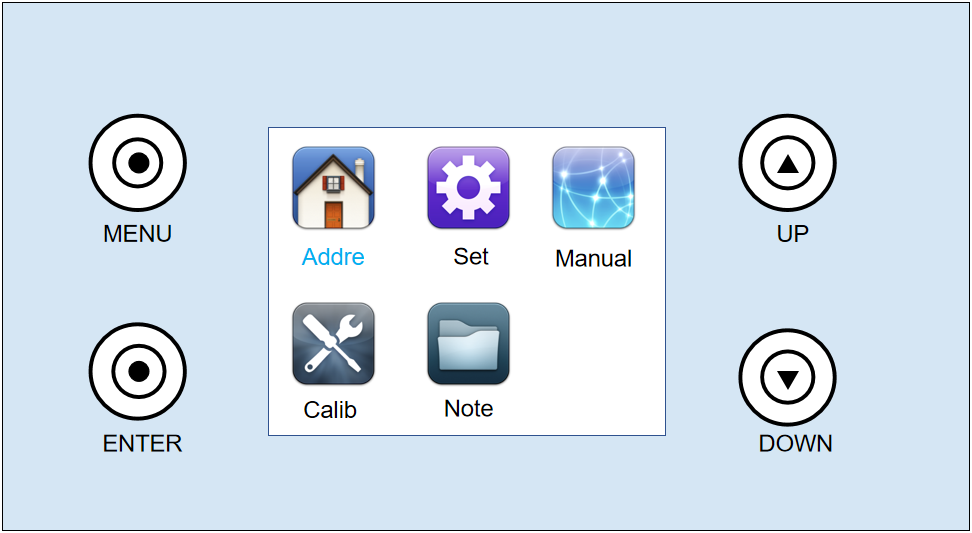 MENU
UP
Addre
Set
Manual
Calib
Note
ENTER
DOWN